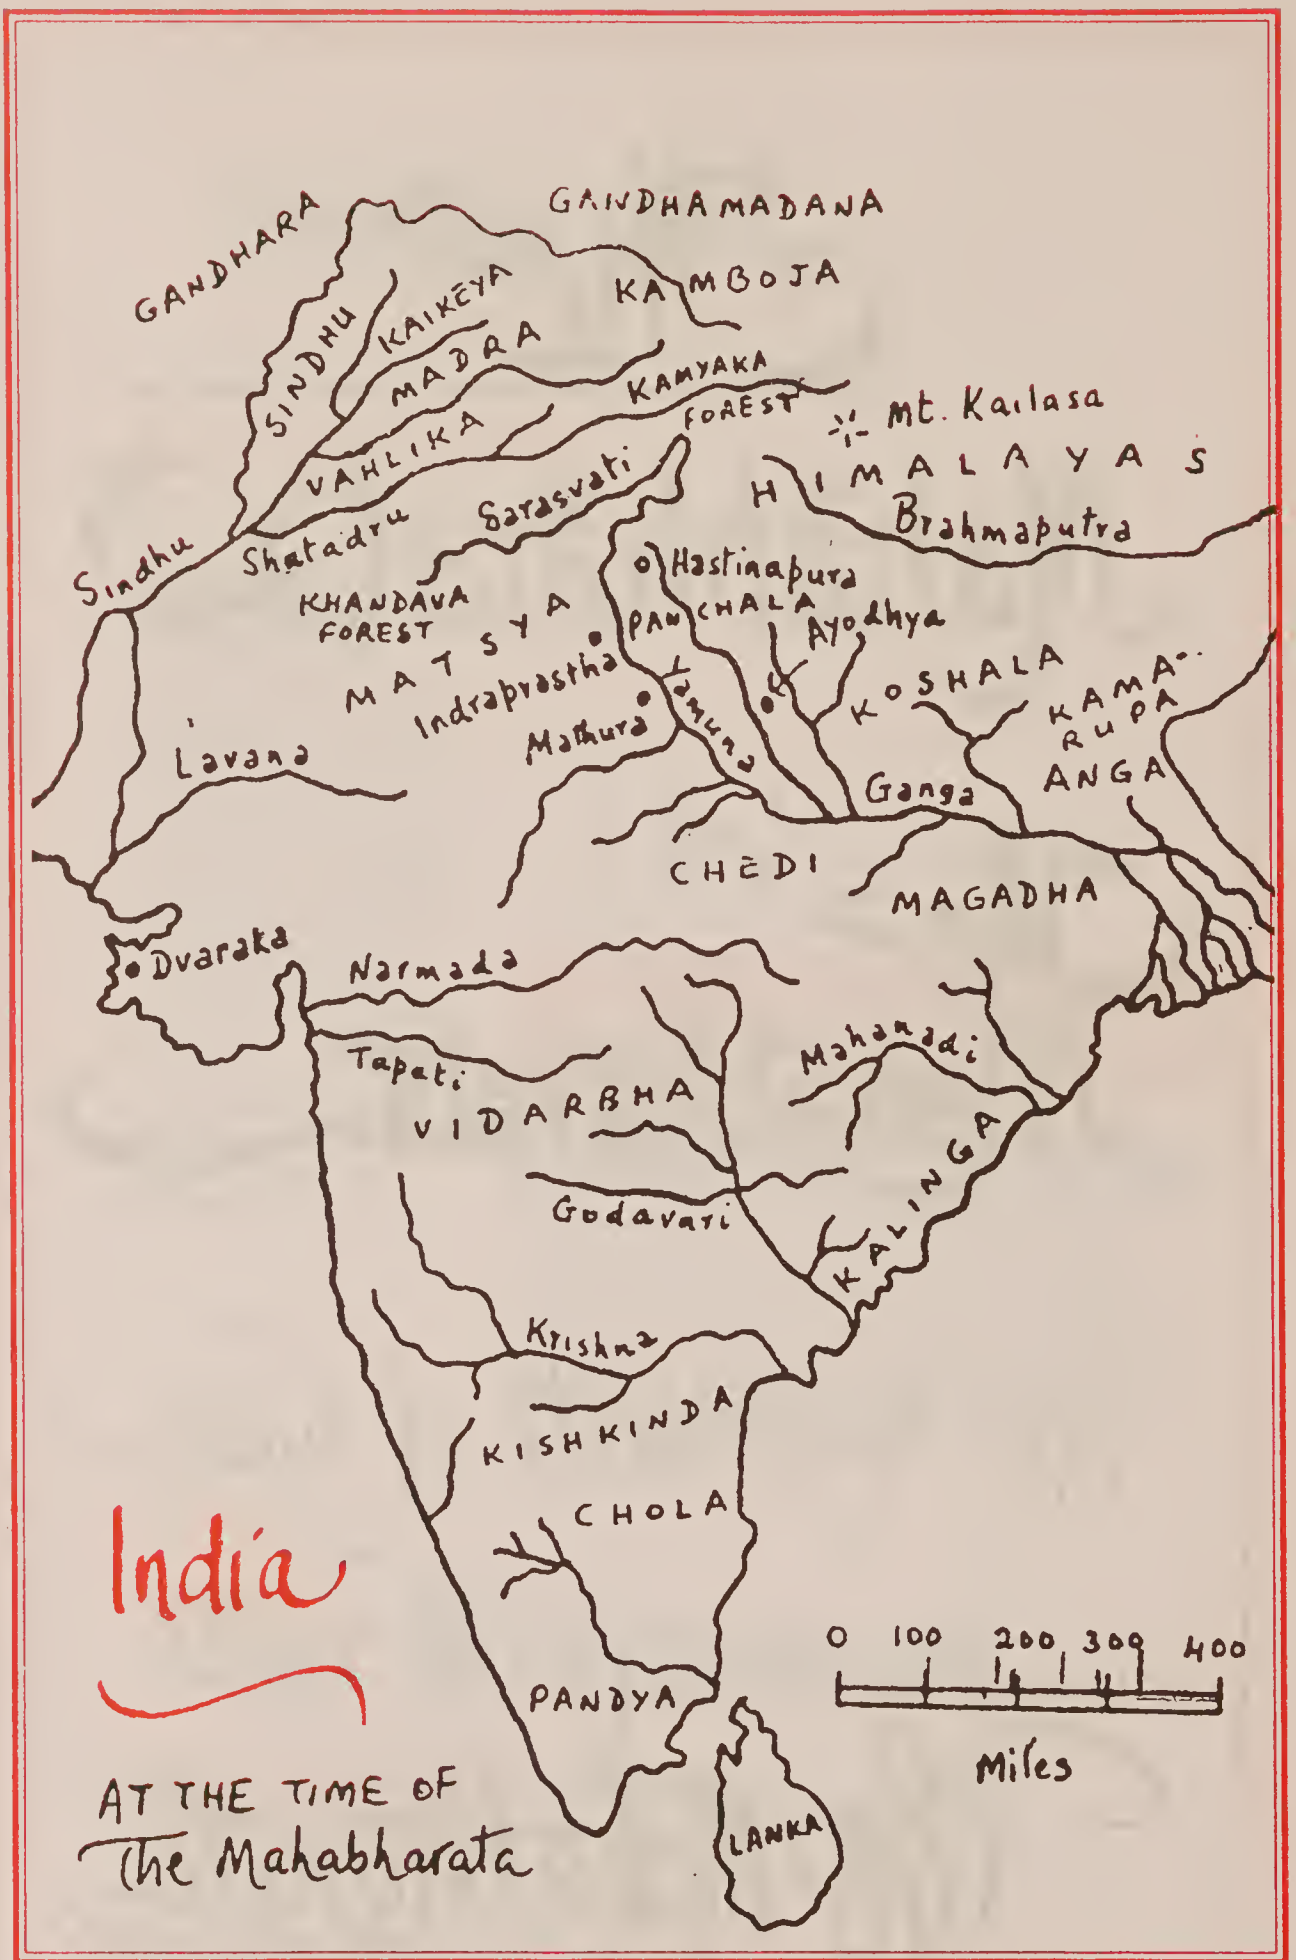 GANDHAMADANA
GANDHARA
KAMBOJA
SINDHU
KAIKEYA
MADRA
KAMYAKA
FOREST
VAHLIKA
Mt. Kailasa
HIMALAYAS
Sarasvati
Brahmaputra
Shatadru
Sindhu
Hastinapura
KHANDAVA
FOREST
PANCHALA
Ayodhya
MATSYA
Indraprastha
KOSHALA
KAMA-
RUPA
Mathura
Yamuna
Lavana
ANGA
Ganga
CHEDI
MAGADHA
Dvaraka
Narmada
Tapati
Mahanadi
VIDARBHA
KALINGA
Godavari
Krishna
KISHKINDA
CHOLA
India
0 100 200 300 400
Miles
PANDYA
AT THE TIME OF
The Mahabharata
LANKA